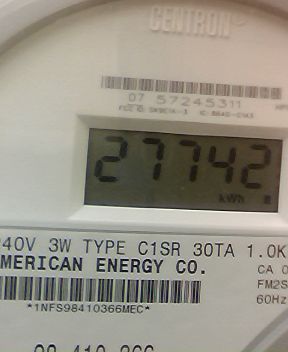 CENTRON
07 57245311
27742
kWh
240V 3W TYPE C1SR 30TA 1.0K
AMERICAN ENERGY CO.
CA 0
FM2S
60Hz
*1NFS98410366MEC*